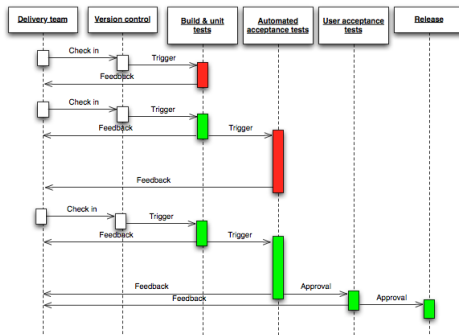 Delivery team
Version control
Build & unit
tests
Automated
acceptance tests
User acceptance
tests
Release
Check in
Trigger
Feedback
Check in
Trigger
Feedback
Trigger
Feedback
Check in
Trigger
Feedback
Trigger
Feedback
Approval
Feedback
Approval